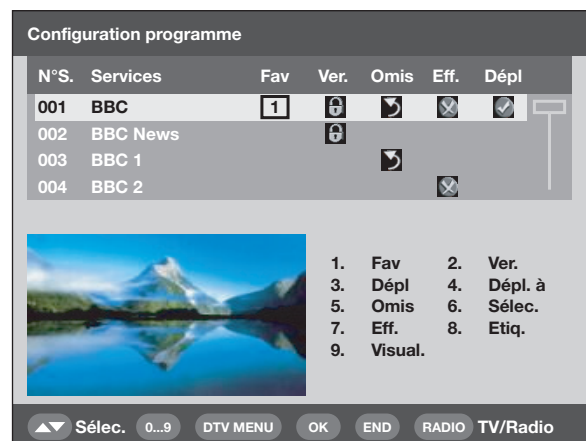 Configuration programme
N°S. Services Fav Ver. Omis Eff. Dépl
001 BBC 1
002 BBC News
003 BBC 1
004 BBC 2
1. Fav 2. Ver.
3. Dépl 4. Dépl. à
5. Omis 6. Sélec.
7. Eff. 8. Etiq.
9. Visual.
Sélec. 0...9 DTV MENU OK END RADIO TV/Radio